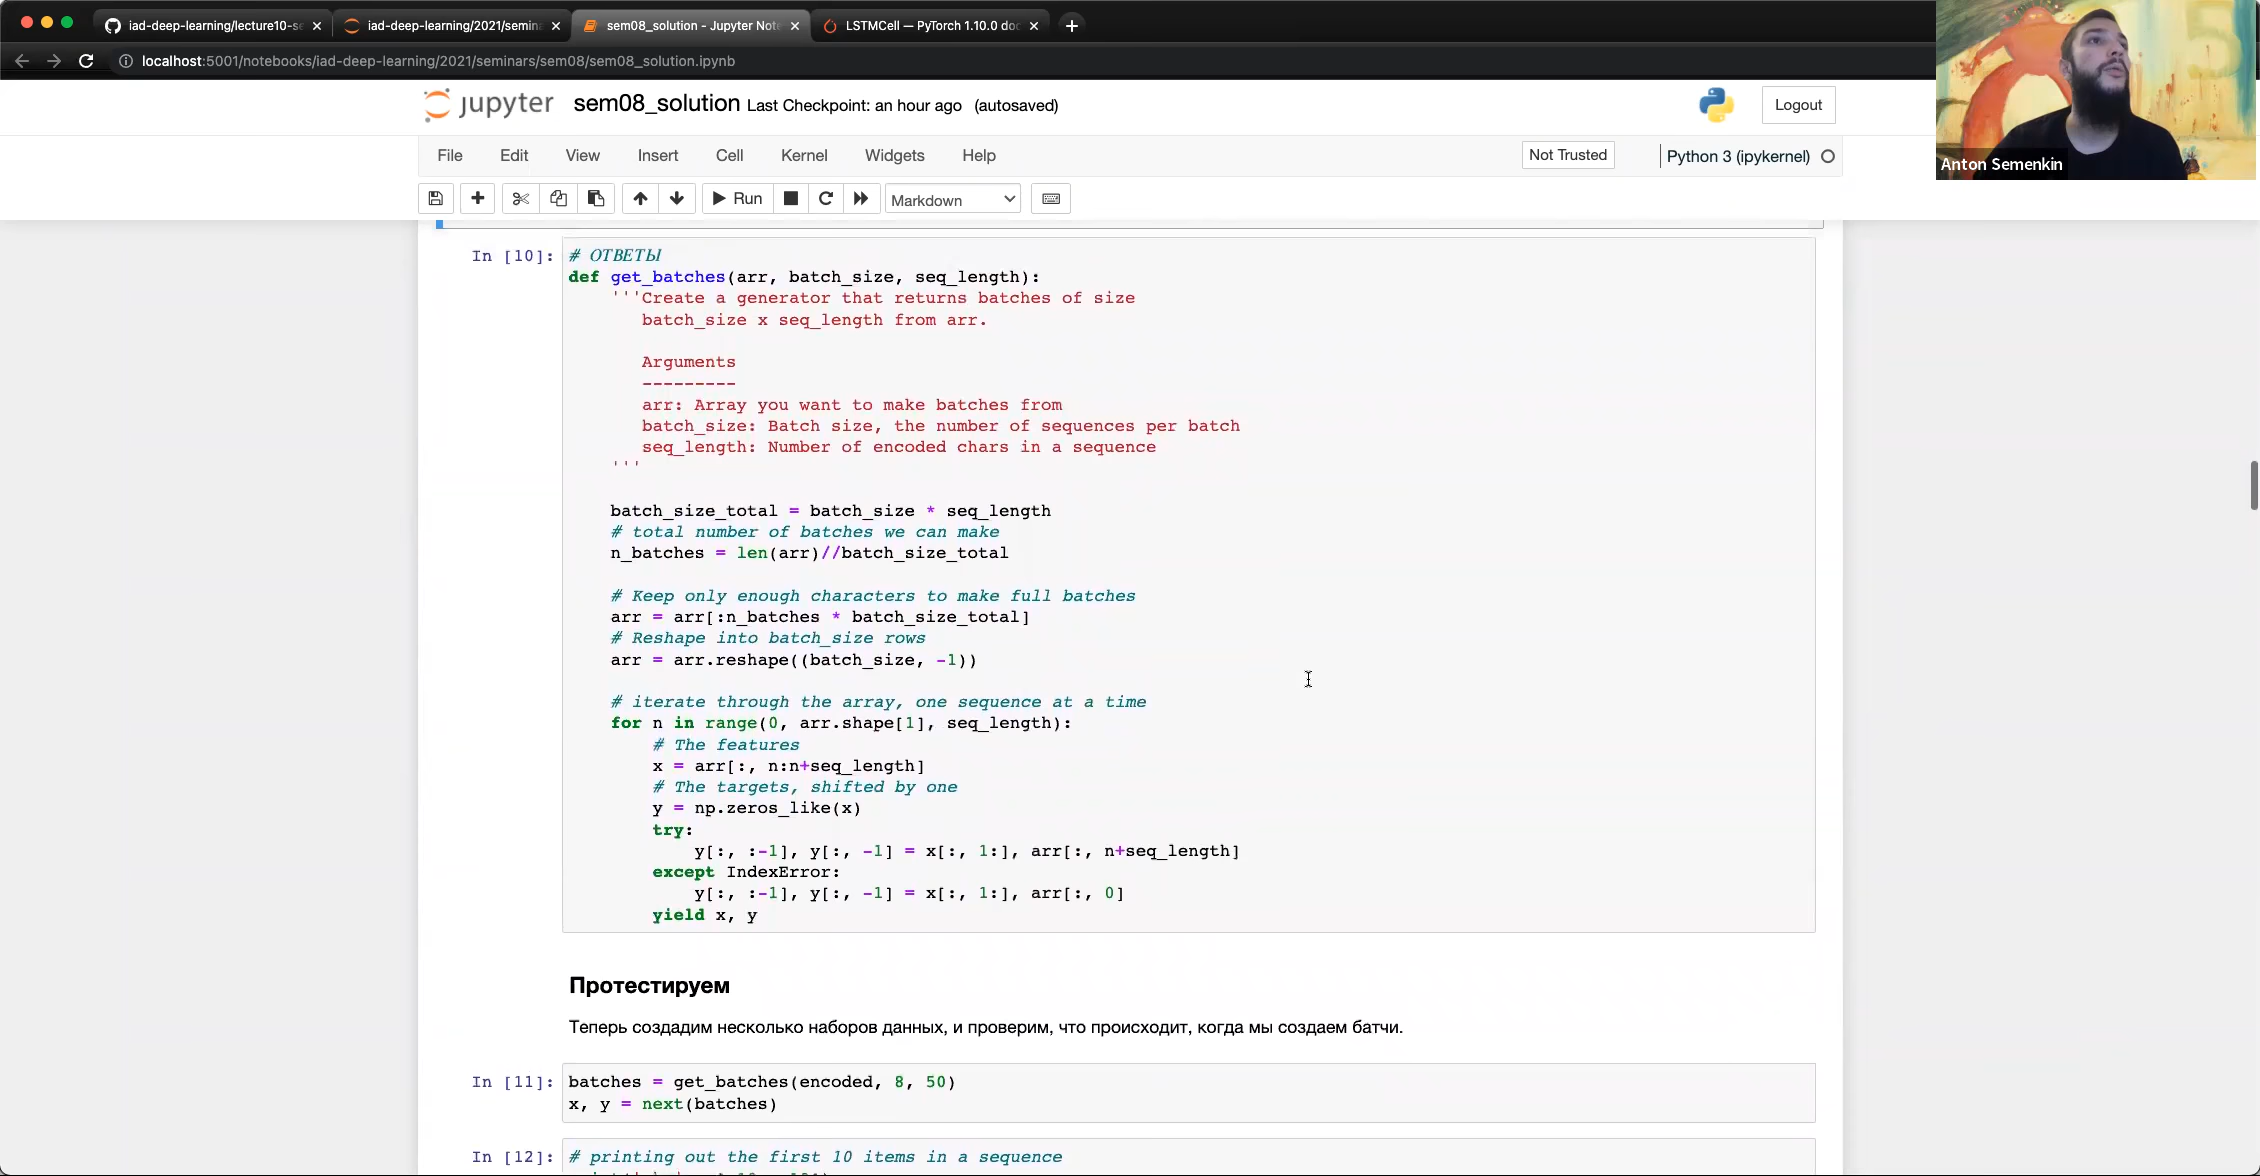 iad-deep-learning/lecture10-se
iad-deep-learning/2021/semina
sem08_solution - Jupyter Note
LSTMCell — PyTorch 1.10.0 doc
localhost:5001/notebooks/iad-deep-learning/2021/seminars/sem08/sem08_solution.ipynb
jupyter sem08_solution Last Checkpoint: an hour ago (autosaved)
Logout
Anton Semenkin
File Edit View Insert Cell Kernel Widgets Help
Not Trusted
Python 3 (ipykernel)
Run
Markdown
In [10]:
# ОТВЕТЫ
def get_batches(arr, batch_size, seq_length):
'''Create a generator that returns batches of size
batch_size x seq_length from arr.
Arguments
---------
arr: Array you want to make batches from
batch_size: Batch size, the number of sequences per batch
seq_length: Number of encoded chars in a sequence
'''
batch_size_total = batch_size * seq_length
# total number of batches we can make
n_batches = len(arr)//batch_size_total
# Keep only enough characters to make full batches
arr = arr[:n_batches * batch_size_total]
# Reshape into batch_size rows
arr = arr.reshape((batch_size, -1))
# iterate through the array, one sequence at a time
for n in range(0, arr.shape[1], seq_length):
# The features
x = arr[:, n:n+seq_length]
# The targets, shifted by one
y = np.zeros_like(x)
try:
y[:, :-1], y[:, -1] = x[:, 1:], arr[:, n+seq_length]
except IndexError:
y[:, :-1], y[:, -1] = x[:, 1:], arr[:, 0]
yield x, y
Протестируем
Теперь создадим несколько наборов данных, и проверим, что происходит, когда мы создаем батчи.
In [11]:
batches = get_batches(encoded, 8, 50)
x, y = next(batches)
In [12]:
# printing out the first 10 items in a sequence